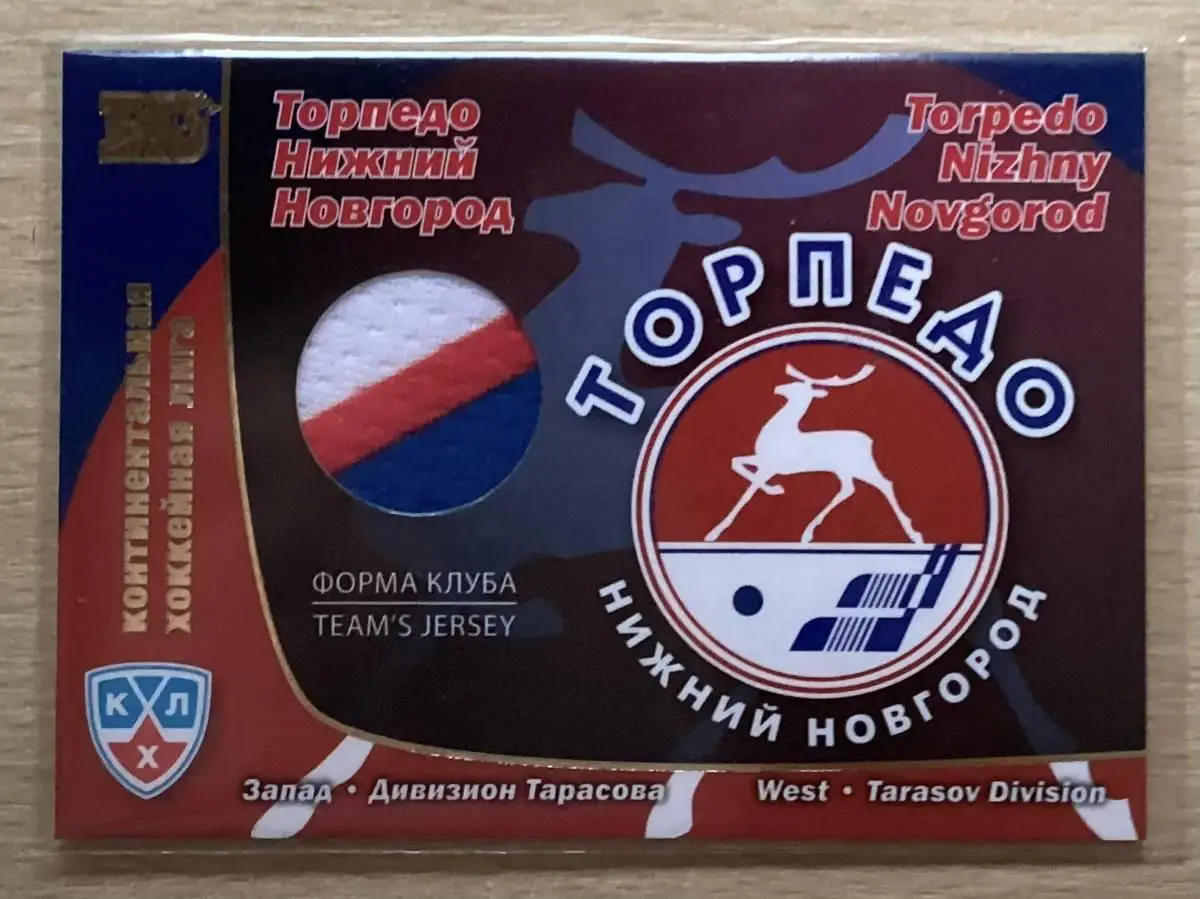 Торпедо
Нижний
Новгород
Torpedo
Nizhny
Novgorod
ТОРПЕДО
НИЖНИЙ НОВГОРОД
ФОРМА КЛУБА
TEAM'S JERSEY
КОНТИНЕНТАЛЬНАЯ
ХОККЕЙНАЯ ЛИГА
К Л
Х
Запад • Дивизион Тарасова
West • Tarasov Division